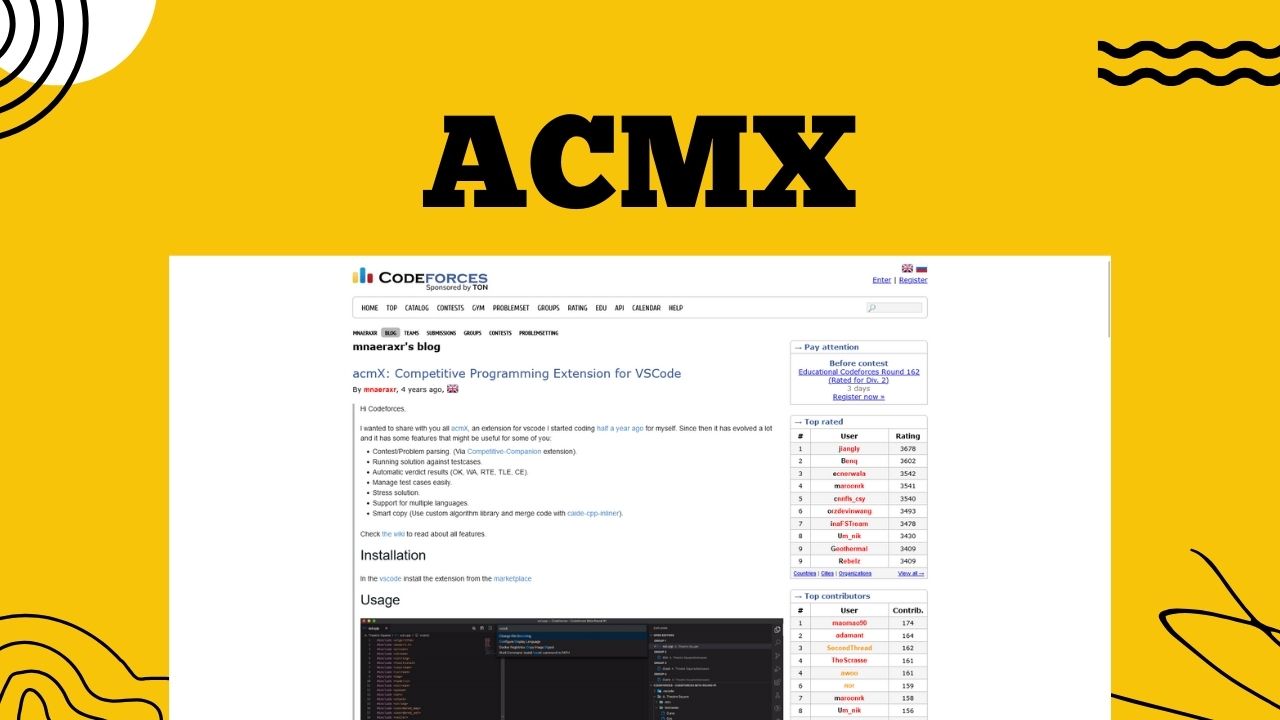 ACMX
CODEFORCES
Sponsored by TON
Enter | Register
HOME TOP CATALOG CONTESTS GYM PROBLEMSET GROUPS RATING EDU API CALENDAR HELP
MNAERAXR BLOG TEAMS SUBMISSIONS GROUPS CONTESTS PROBLEMSETTING
mnaeraxr's blog
acmX: Competitive Programming Extension for VSCode
By mnaeraxr, 4 years ago,
Hi Codeforces,
I wanted to share with you all acmX, an extension for vscode I started coding half a year ago for myself. Since then it has evolved a lot
and it has some features that might be useful for some of you:
• Contest/Problem parsing. (Via Competitive-Companion extension).
• Running solution against testcases.
• Automatic verdict results (OK, WA, RTE, TLE, CE).
• Manage test cases easily.
• Stress solution.
• Support for multiple languages.
• Smart copy (Use custom algorithm library and merge code with caide-cpp-inliner).
Check the wiki to read about all features.
Installation
In the vscode install the extension from the marketplace
Usage
→ Pay attention
Before contest
Educational Codeforces Round 162
(Rated for Div. 2)
3 days
Register now »
→ Top rated
# User Rating
1 jiangly 3678
2 Benq 3602
3 ecnerwala 3542
4 maroonrk 3541
5 cnnfls_csy 3540
6 orzdevinwang 3493
7 inaFSTream 3478
8 Um_nik 3430
9 Geothermal 3409
9 Rebelz 3409
Countries | Cities | Organizations View all →
→ Top contributors
# User Contrib.
1 maomao90 174
2 adamant 164
3 SecondThread 162
4 TheScrasse 161
4 awoo 161
6 nor 159
7 maroonrk 158
8 Um_nik 156